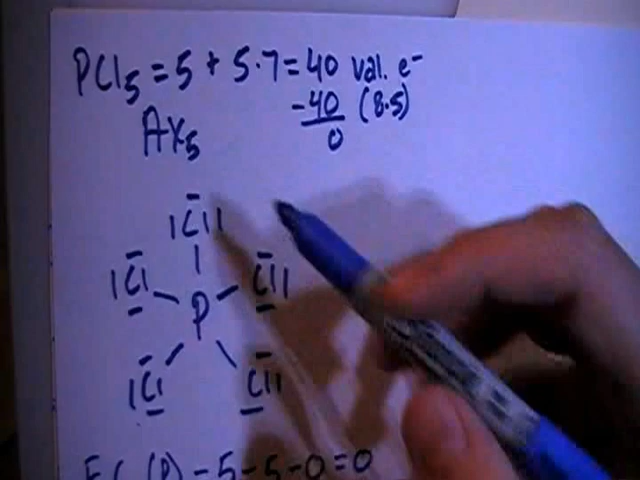 PCl5 = 5 + 5·7 = 40 val. e⁻
-40 (8·5)
AX5
0
Cl
Cl Cl
P
Cl Cl
F.C. (P) = 5 - 5 - 0 = 0